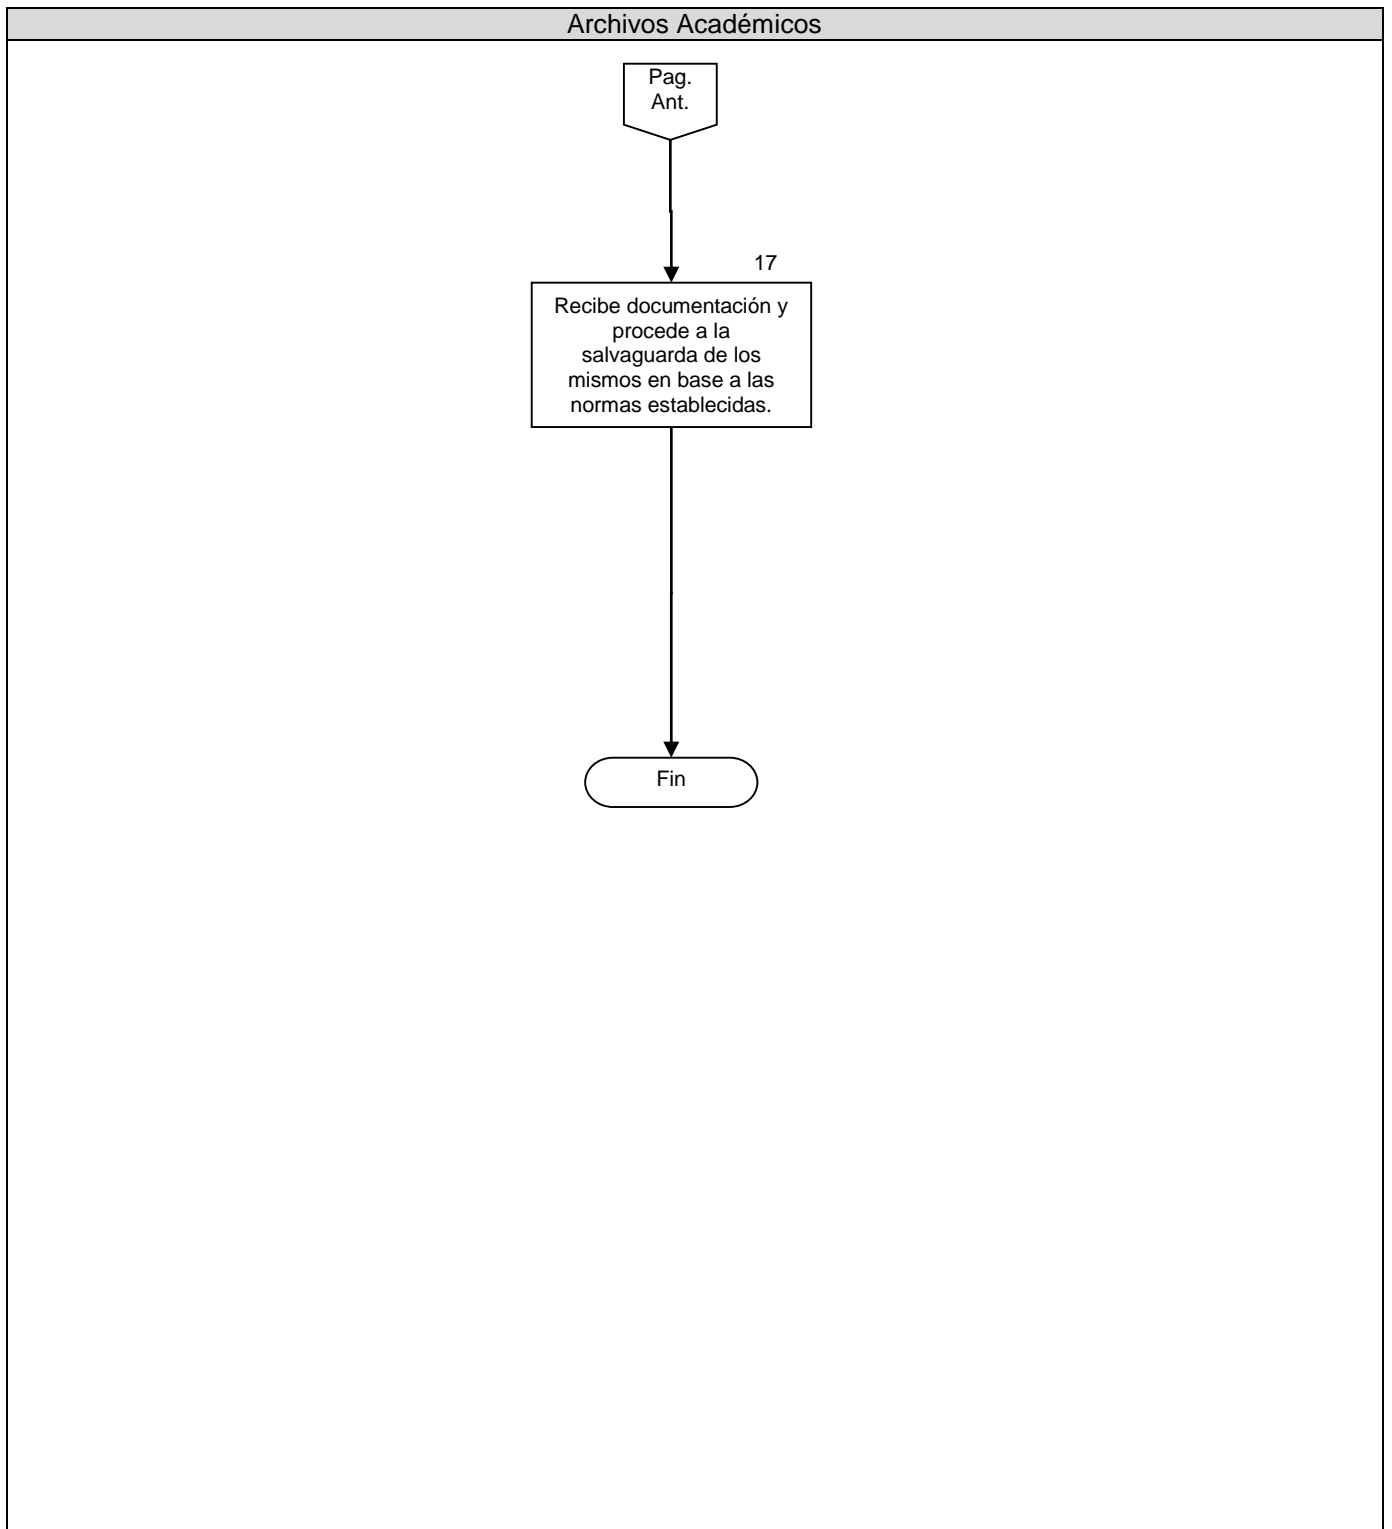 Archivos Académicos
Pag.
Ant.
17
Recibe documentación y
procede a la
salvaguarda de los
mismos en base a las
normas establecidas.
Fin